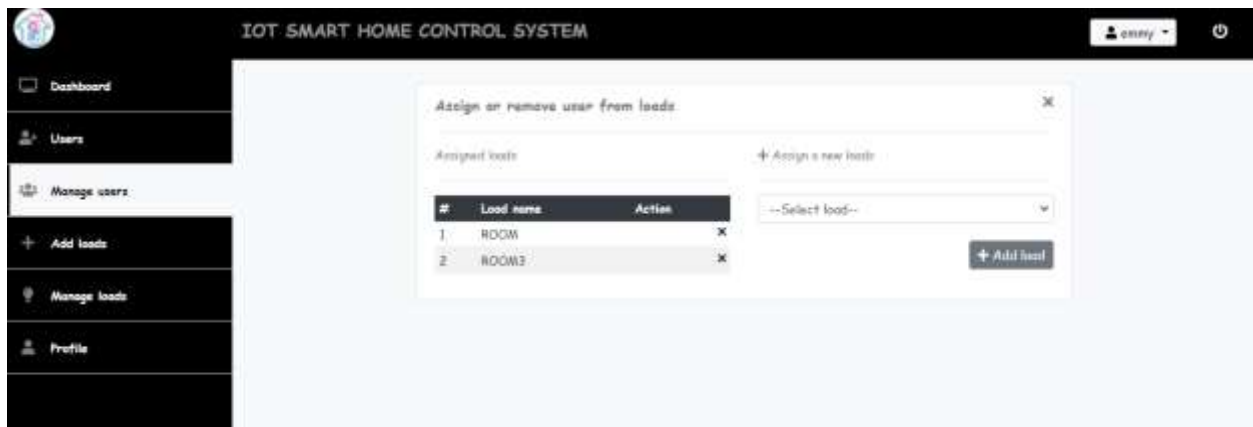 IOT SMART HOME CONTROL SYSTEM
emmy
Dashboard
Users
Manage users
Add loads
Manage loads
Profile
Assign or remove user from loads
Assigned loads
# Load name Action
1 ROOM
2 ROOM3
+ Assign a new loads
--Select load--
+ Add load